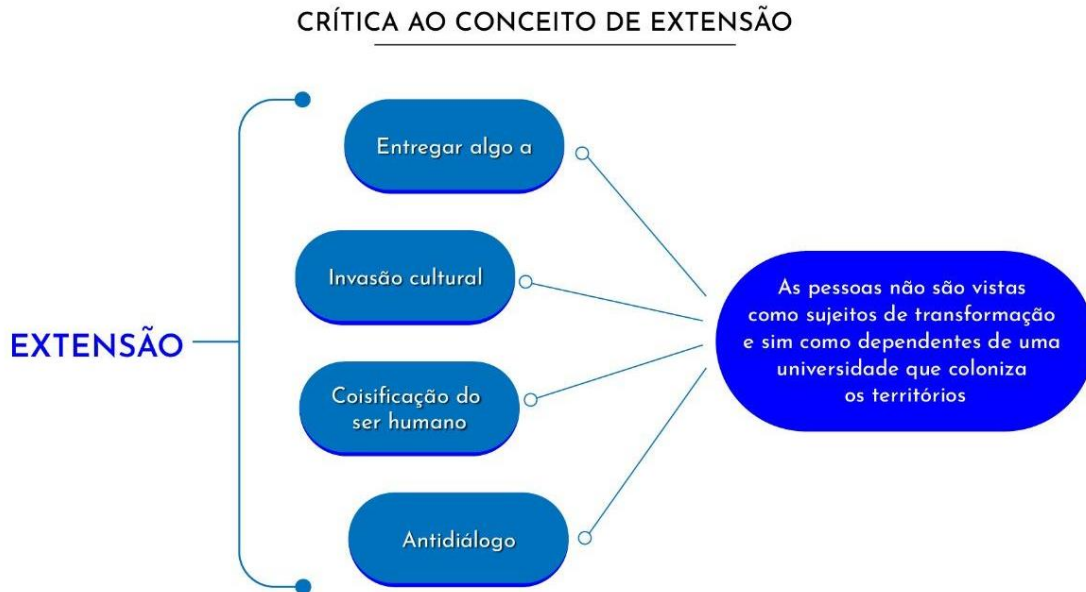 CRÍTICA AO CONCEITO DE EXTENSÃO
EXTENSÃO
Entregar algo a
Invasão cultural
Coisificação do
ser humano
Antidiálogo
As pessoas não são vistas
como sujeitos de transformação
e sim como dependentes de uma
universidade que coloniza
os territórios